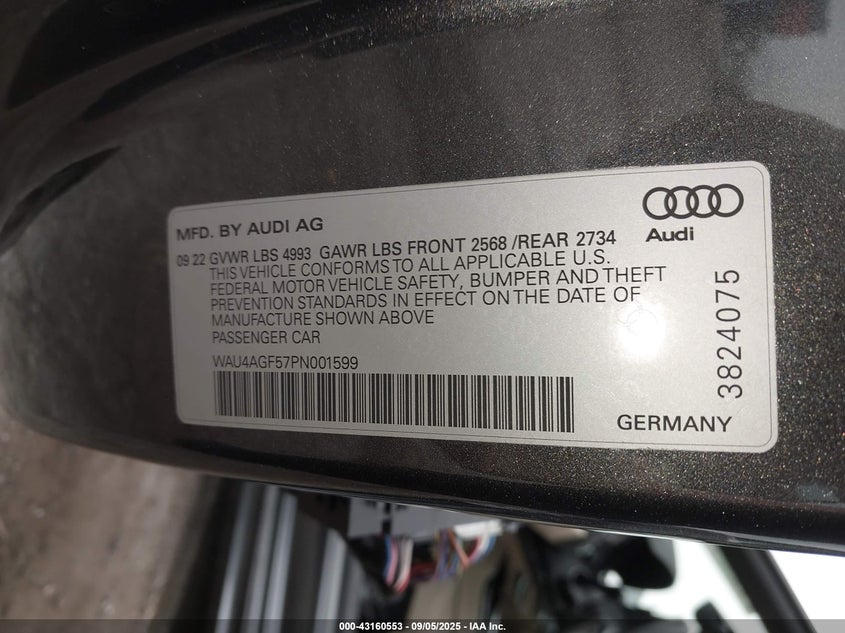 MFD. BY AUDI AG
09 22 GVWR LBS 4993 GAWR LBS FRONT 2568 /REAR 2734
THIS VEHICLE CONFORMS TO ALL APPLICABLE U.S.
FEDERAL MOTOR VEHICLE SAFETY, BUMPER AND THEFT
PREVENTION STANDARDS IN EFFECT ON THE DATE OF
MANUFACTURE SHOWN ABOVE
PASSENGER CAR
WAU4AGF57PN001599
Audi
3824075
GERMANY
000-43160553 - 09/05/2025 - IAA Inc.